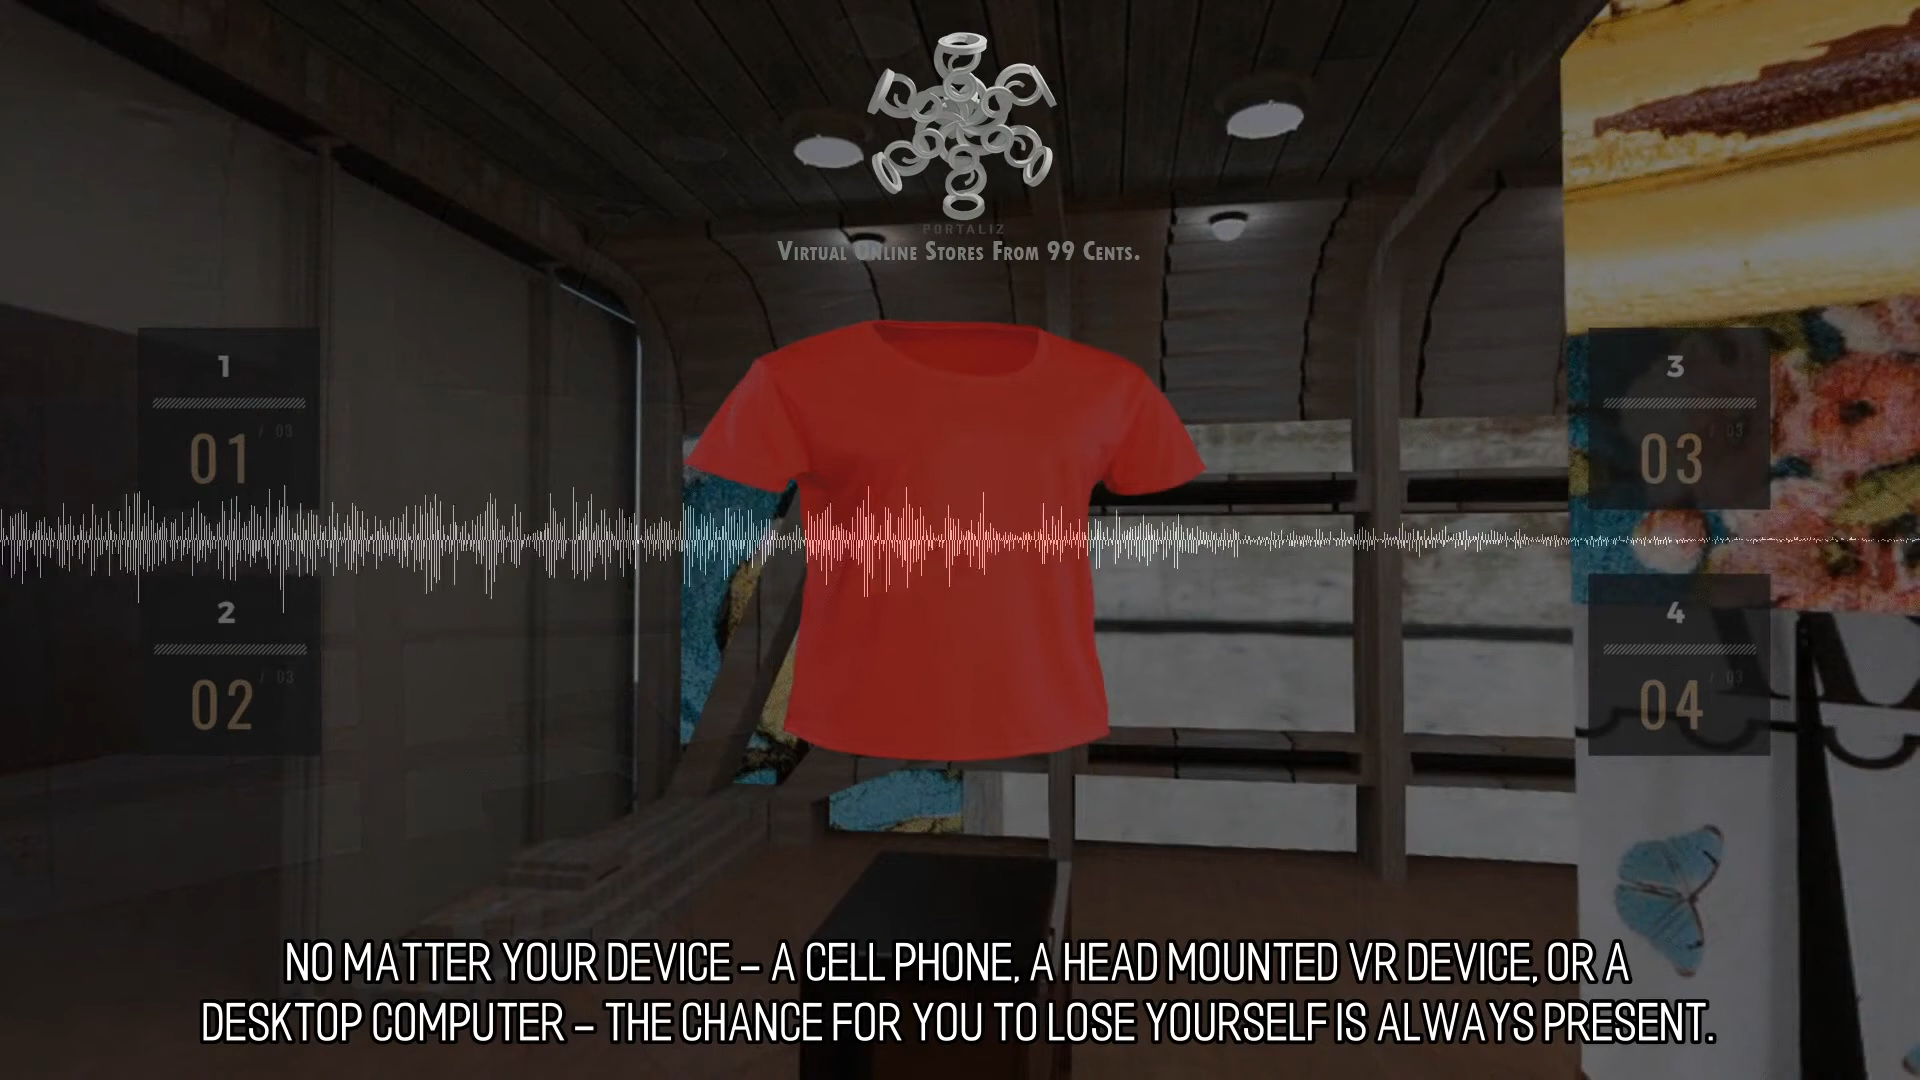 PORTALIZ
Virtual Online Stores From 99 Cents.
1
01 / 03
2
02 / 03
3
03 / 03
4
04 / 03
NO MATTER YOUR DEVICE – A CELL PHONE, A HEAD MOUNTED VR DEVICE, OR A
DESKTOP COMPUTER – THE CHANCE FOR YOU TO LOSE YOURSELF IS ALWAYS PRESENT.